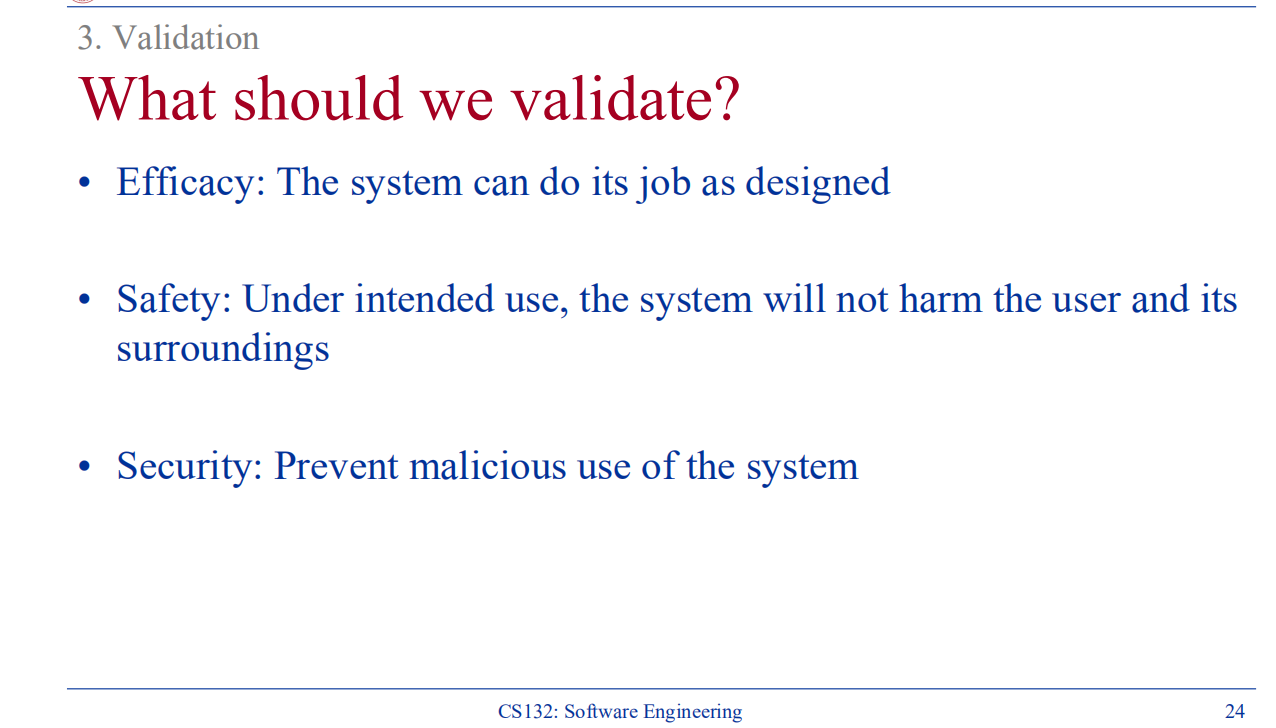 3. Validation
What should we validate?
• Efficacy: The system can do its job as designed
• Safety: Under intended use, the system will not harm the user and its
surroundings
• Security: Prevent malicious use of the system
CS132: Software Engineering
24